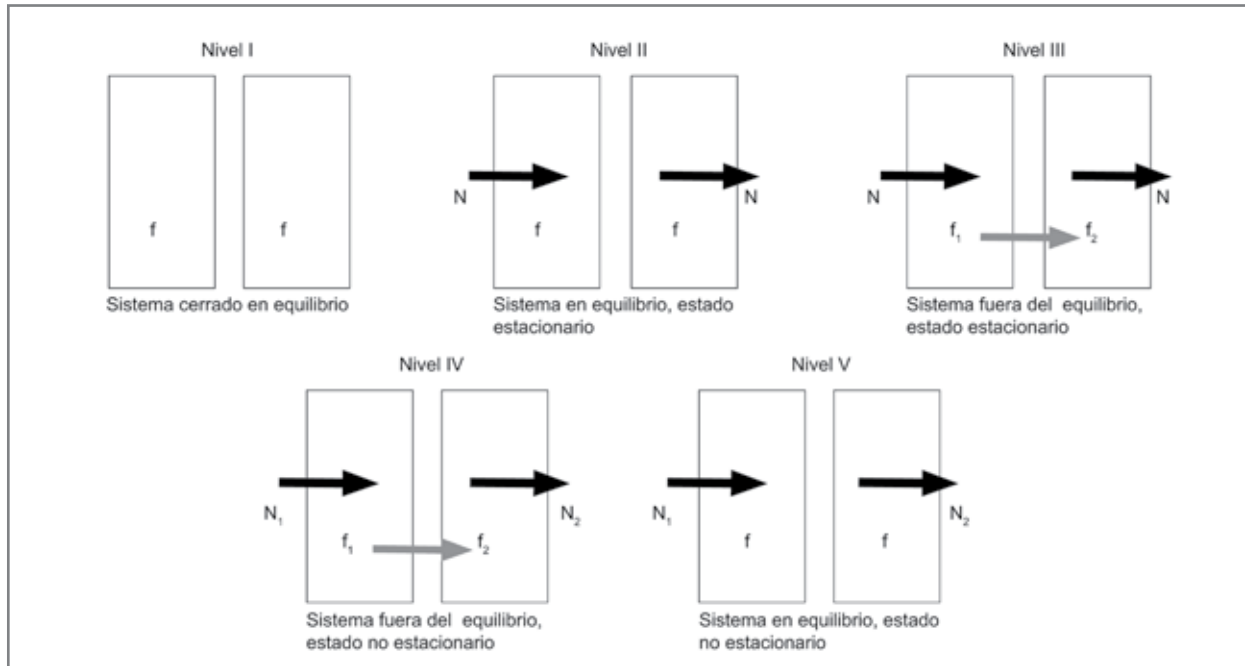 Nivel I
Nivel II
Nivel III
N
N
N
N
f
f
f
f
f₁
f₂
Sistema cerrado en equilibrio
Sistema en equilibrio, estado
estacionario
Sistema fuera del equilibrio,
estado estacionario
Nivel IV
Nivel V
N₁
N₂
N₁
N₂
f₁
f₂
f
f
Sistema fuera del equilibrio,
estado no estacionario
Sistema en equilibrio, estado
no estacionario